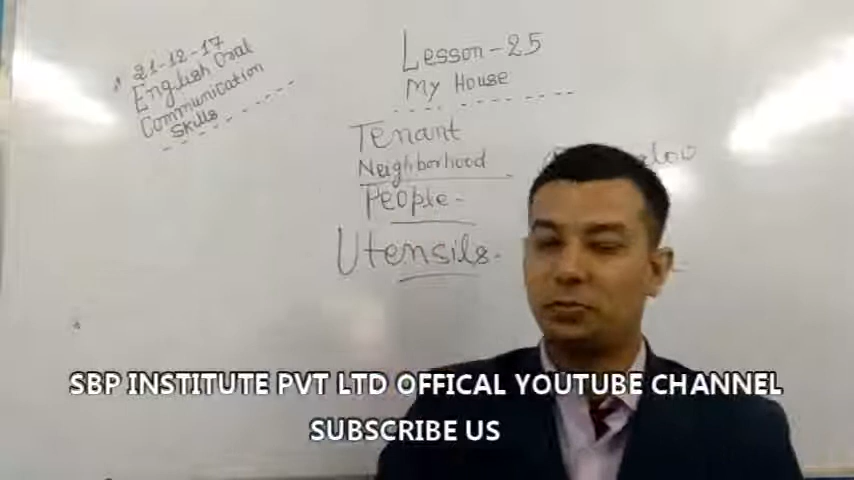 21-12-17
English Oral
Communication
Skills
Lesson-25
My House
Tenant
Neighborhood
People-
Utensils-
SBP INSTITUTE PVT LTD OFFICAL YOUTUBE CHANNEL
SUBSCRIBE US